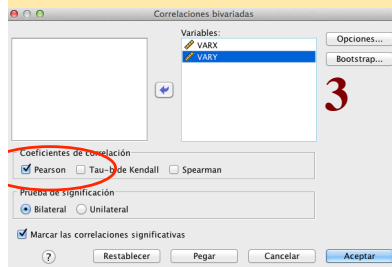 Correlaciones bivariadas
Variables:
VARX
VARY
Opciones...
Bootstrap...
3
Coeficientes de correlación
Pearson Tau-b de Kendall Spearman
Prueba de significación
Bilateral Unilateral
Marcar las correlaciones significativas
? Restablecer Pegar Cancelar Aceptar